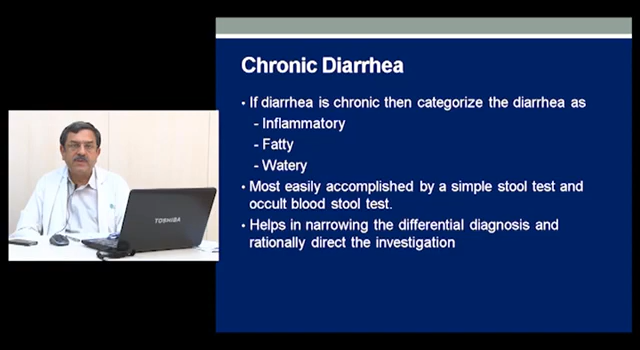 Chronic Diarrhea
• If diarrhea is chronic then categorize the diarrhea as
- Inflammatory
- Fatty
- Watery
• Most easily accomplished by a simple stool test and
occult blood stool test.
• Helps in narrowing the differential diagnosis and
rationally direct the investigation
TOSHIBA